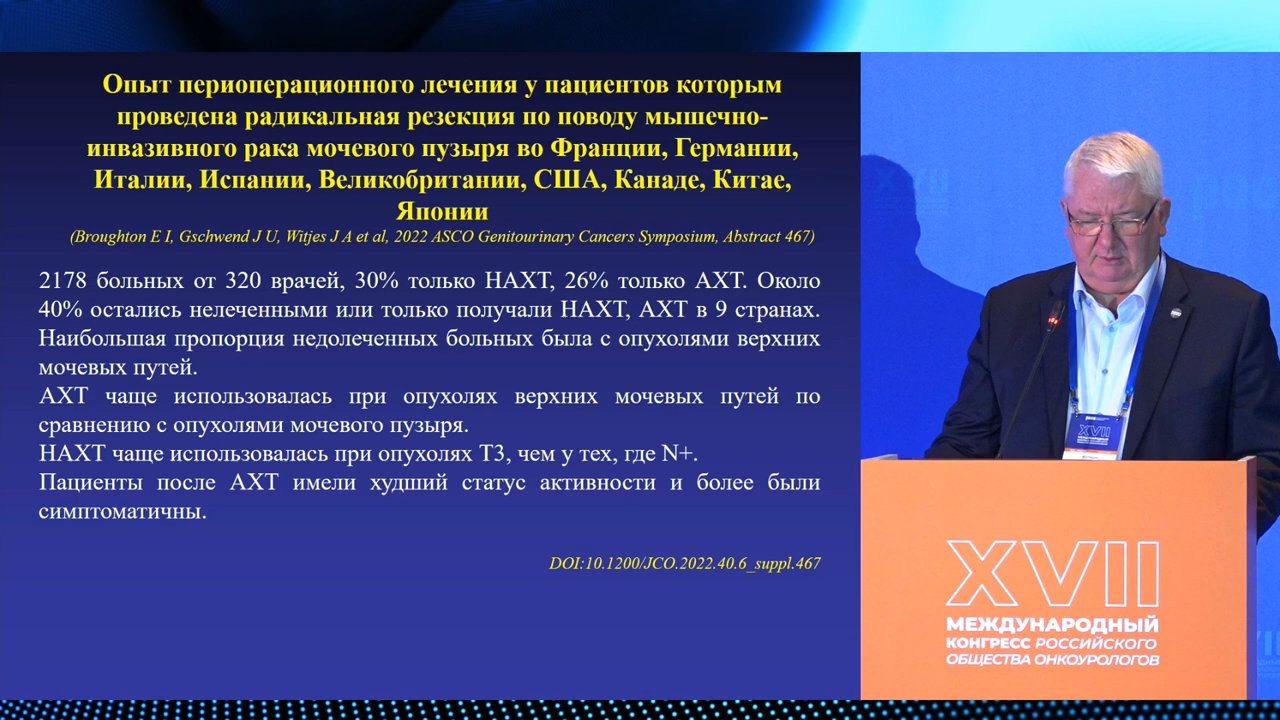 Опыт периоперационного лечения у пациентов которым
проведена радикальная резекция по поводу мышечно-
инвазивного рака мочевого пузыря во Франции, Германии,
Италии, Испании, Великобритании, США, Канаде, Китае,
Японии
(Broughton E I, Gschwend J U, Witjes J A et al, 2022 ASCO Genitourinary Cancers Symposium, Abstract 467)
2178 больных от 320 врачей, 30% только НАХТ, 26% только АХТ. Около
40% остались нелеченными или только получали НАХТ, АХТ в 9 странах.
Наибольшая пропорция недолеченных больных была с опухолями верхних
мочевых путей.
АХТ чаще использовалась при опухолях верхних мочевых путей по
сравнению с опухолями мочевого пузыря.
НАХТ чаще использовалась при опухолях Т3, чем у тех, где N+.
Пациенты после АХТ имели худший статус активности и более были
симптоматичны.
DOI:10.1200/JCO.2022.40.6_suppl.467
XVII
XVII
МЕЖДУНАРОДНЫЙ
КОНГРЕСС РОССИЙСКОГО
ОБЩЕСТВА ОНКОУРОЛОГОВ